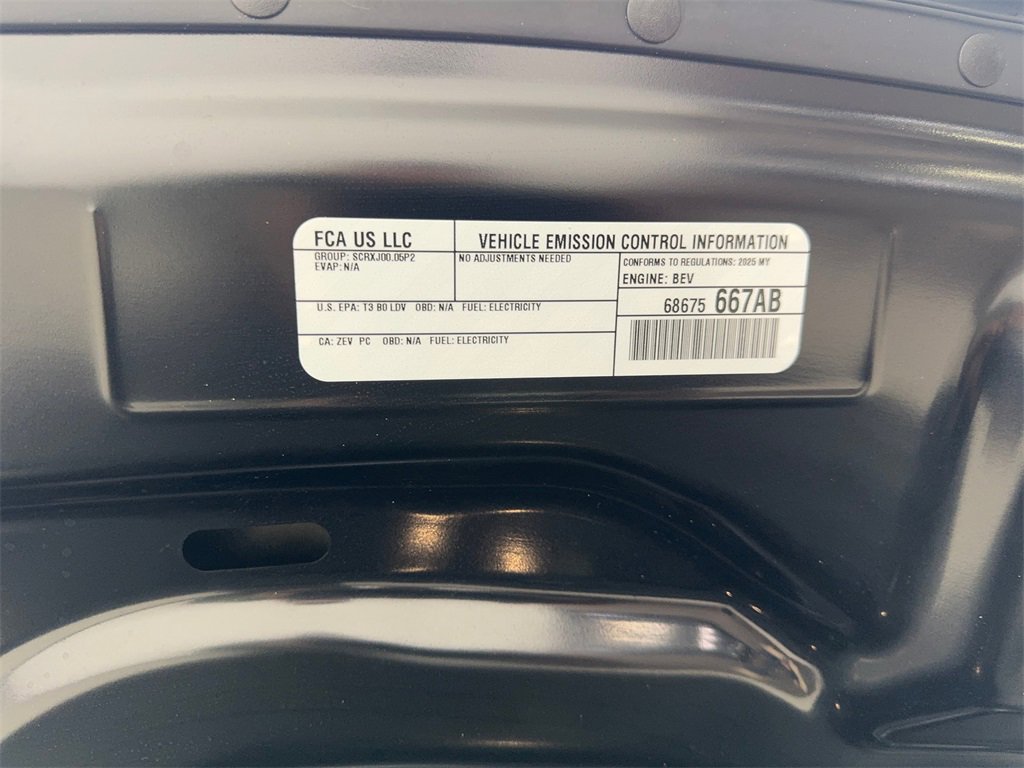 FCA US LLC
VEHICLE EMISSION CONTROL INFORMATION
GROUP: SCRXJ00.05P2
EVAP: N/A
NO ADJUSTMENTS NEEDED
CONFORMS TO REGULATIONS: 2025 MY
ENGINE: BEV
68675 667AB
U.S. EPA: T3 B0 LDV OBD: N/A FUEL: ELECTRICITY
CA: ZEV PC OBD: N/A FUEL: ELECTRICITY